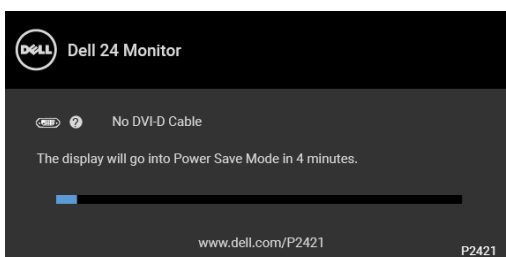 DELL Dell 24 Monitor
? No DVI-D Cable
The display will go into Power Save Mode in 4 minutes.
www.dell.com/P2421
P2421